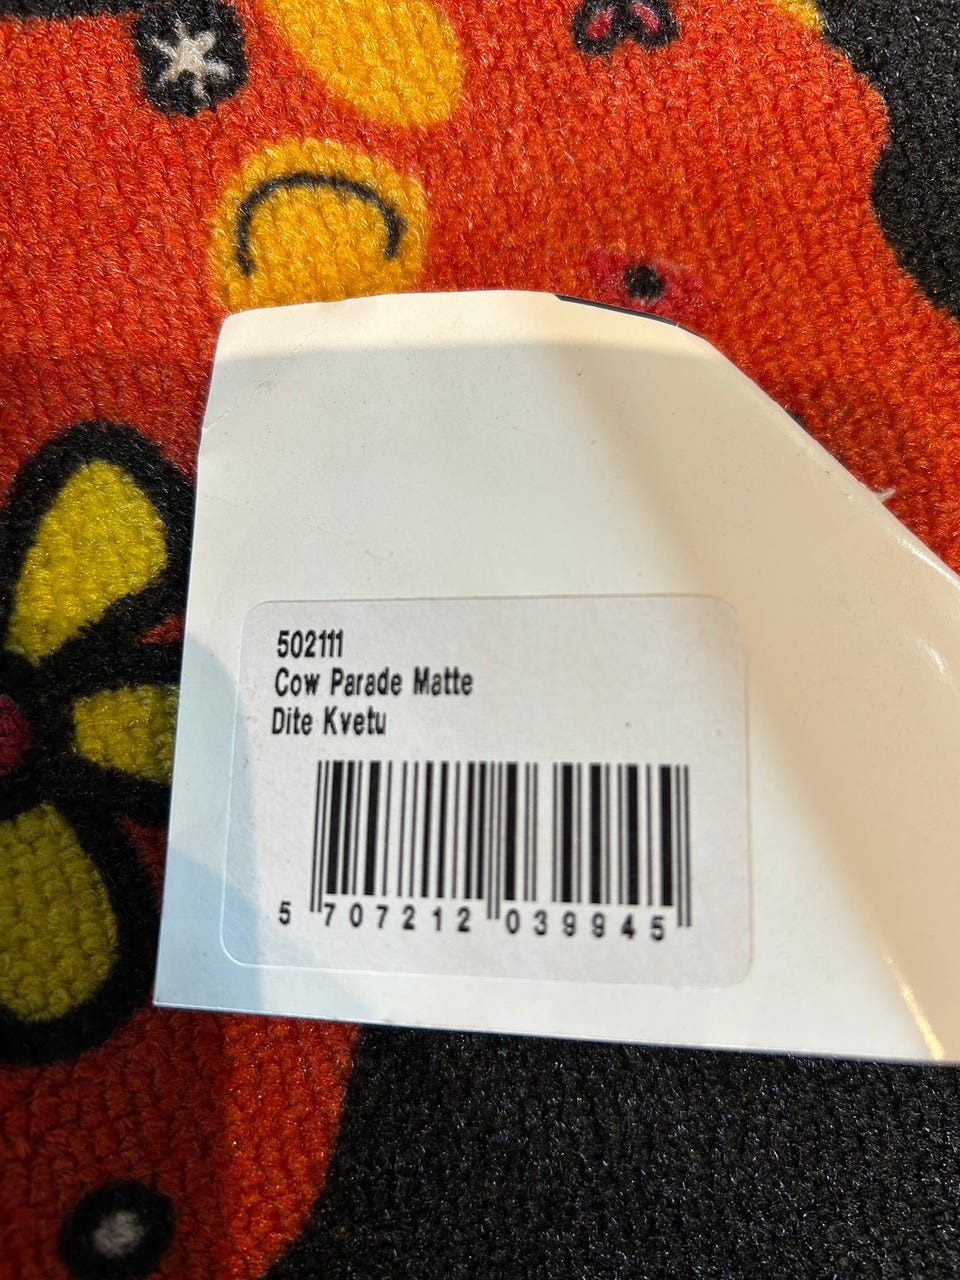 502111
Cow Parade Matte
Dite Kvetu
5 707212 039945